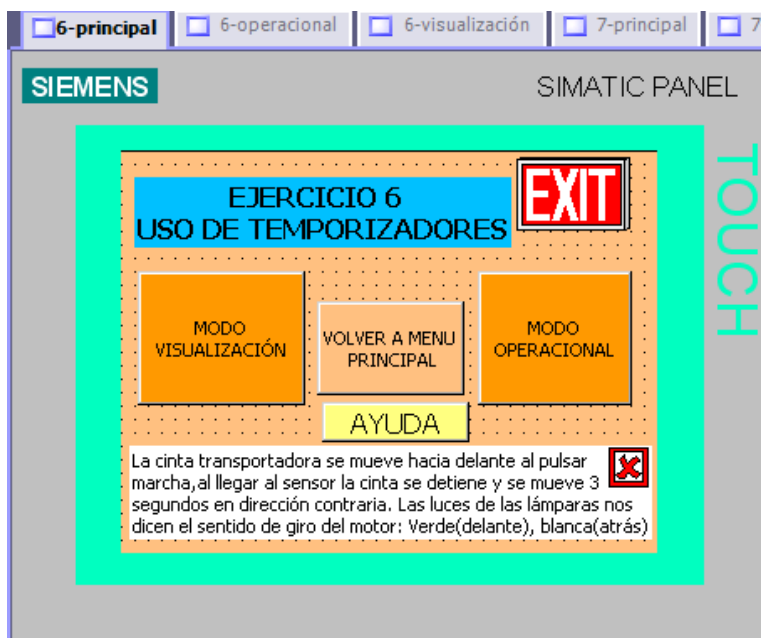 6-principal 6-operacional 6-visualización 7-principal 7
SIEMENS SIMATIC PANEL
TOUCH
EJERCICIO 6
USO DE TEMPORIZADORES
EXIT
MODO
VISUALIZACIÓN
VOLVER A MENU
PRINCIPAL
MODO
OPERACIONAL
AYUDA
La cinta transportadora se mueve hacia delante al pulsar
marcha,al llegar al sensor la cinta se detiene y se mueve 3
segundos en dirección contraria. Las luces de las lámparas nos
dicen el sentido de giro del motor: Verde(delante), blanca(atrás)